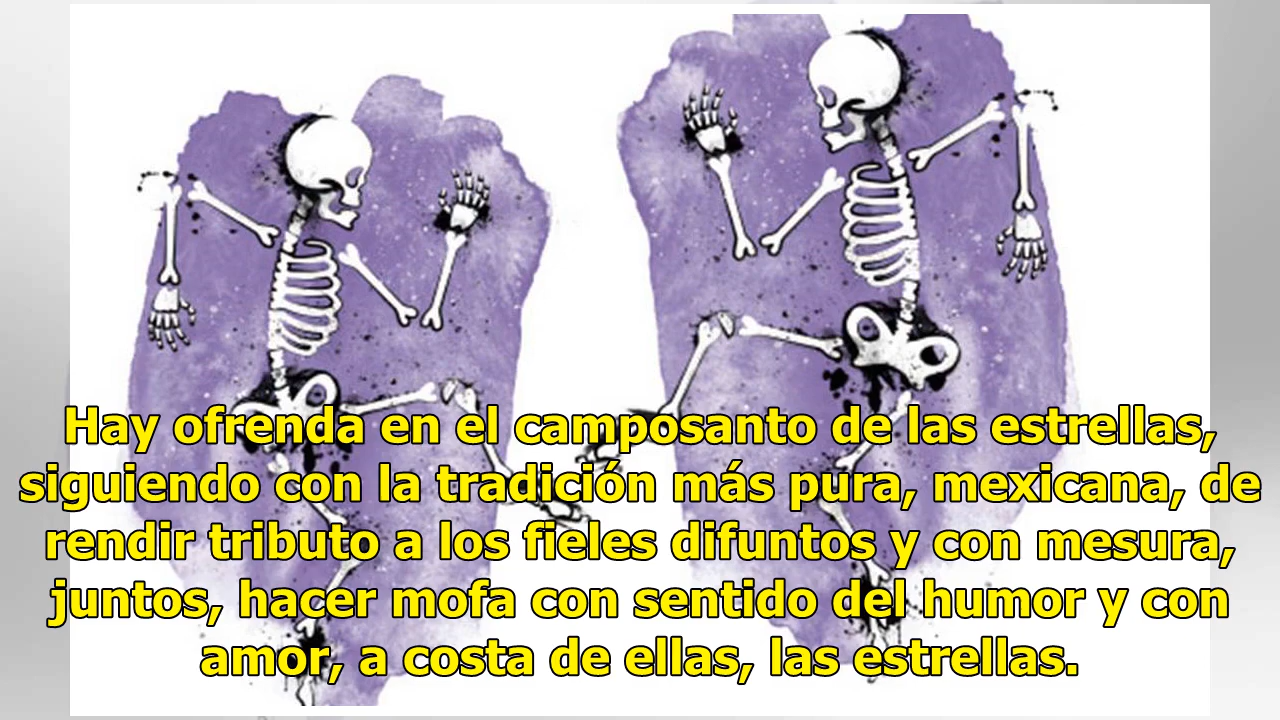 Hay ofrenda en el camposanto de las estrellas,
siguiendo con la tradición más pura, mexicana, de
rendir tributo a los fieles difuntos y con mesura,
juntos, hacer mofa con sentido del humor y con
amor, a costa de ellas, las estrellas.